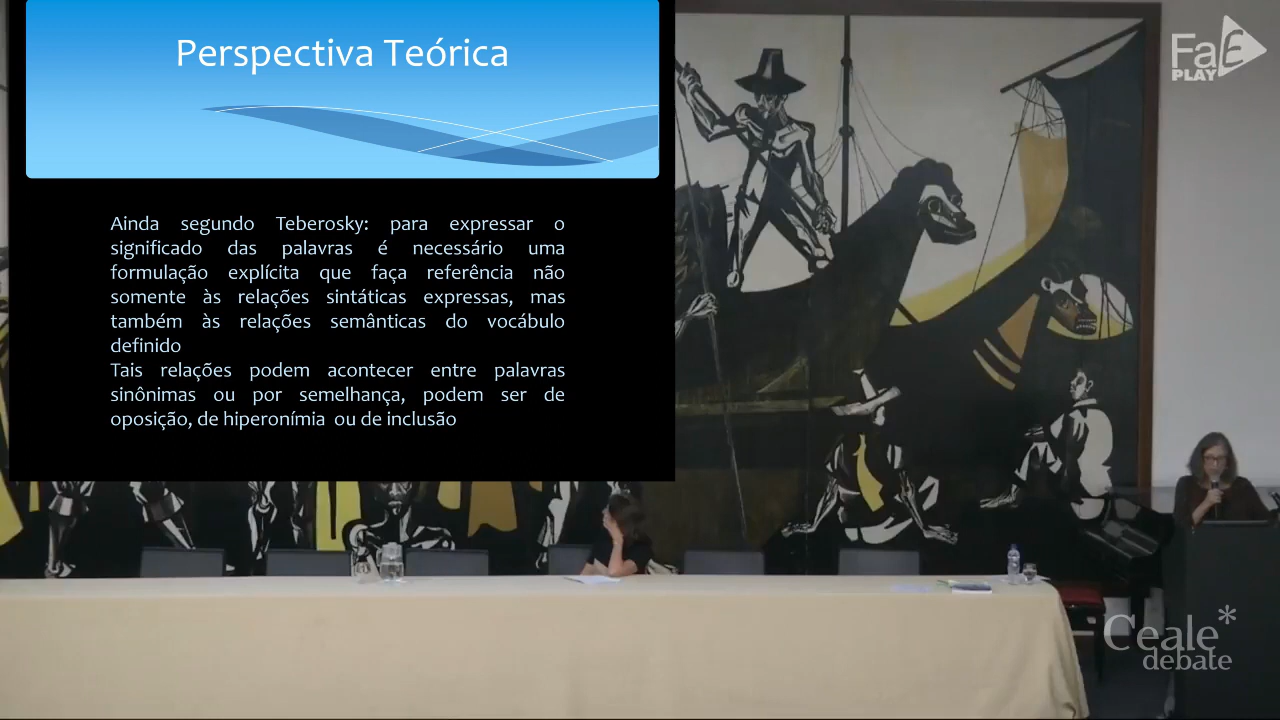 Perspectiva Teórica
Ainda segundo Teberosky: para expressar o
significado das palavras é necessário uma
formulação explícita que faça referência não
somente às relações sintáticas expressas, mas
também às relações semânticas do vocábulo
definido
Tais relações podem acontecer entre palavras
sinônimas ou por semelhança, podem ser de
oposição, de hiperonímia ou de inclusão
FaE
PLAY
Ceale*
debate